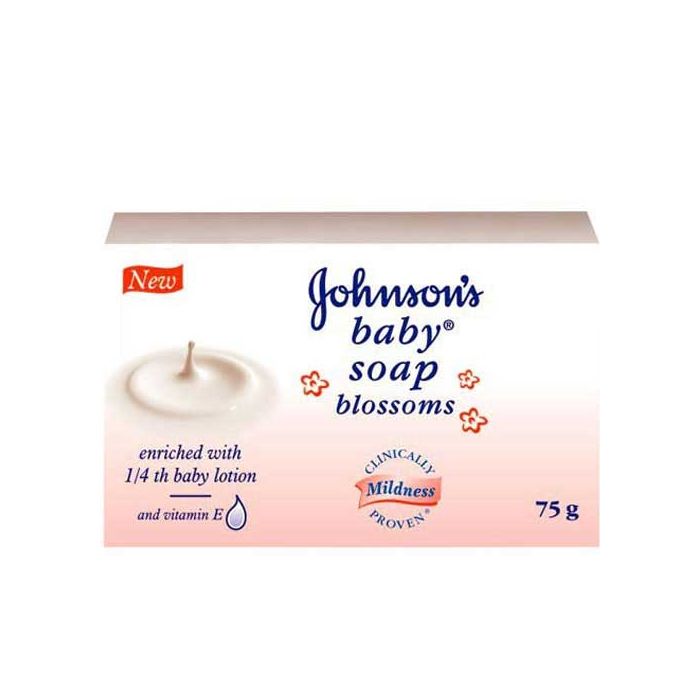 New
Johnson's
baby®
soap
blossoms
enriched with
1/4 th baby lotion
and vitamin E
CLINICALLY
Mildness
PROVEN®
75 g